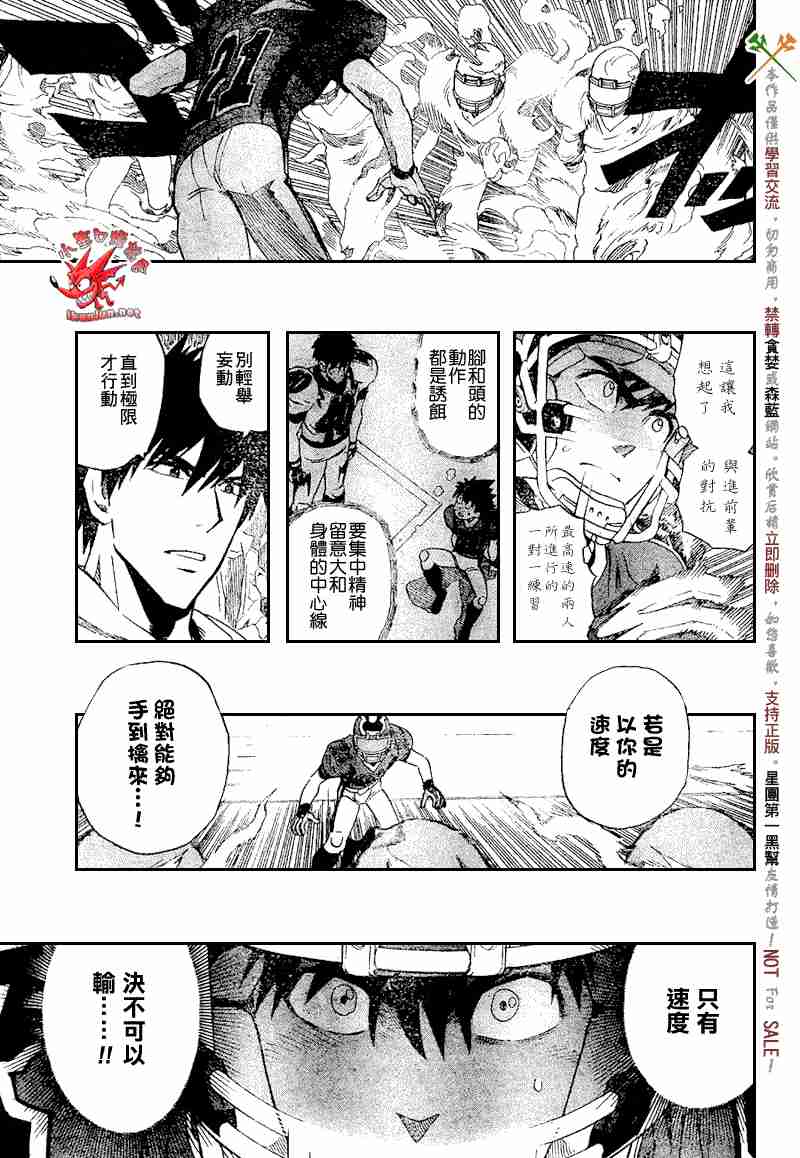 21
這讓我
想起了
與進前輩
的對抗
最高速的兩人
所進行的
一對一練習
腳和頭的
動作
都是誘餌
要集中精神
留意大和
身體的中心線
別輕舉
妄動
直到極限
才行動
若是
以你的
速度
絕對能夠
手到擒來…!
只有
速度
決不可以
輸……!!
本作品僅供學習交流 切勿商用，禁轉貪婪或森藍網站。欣賞后請立即刪除，如您喜歡，支持正版。星團第一黑幫友情打造! NOT For SALE!